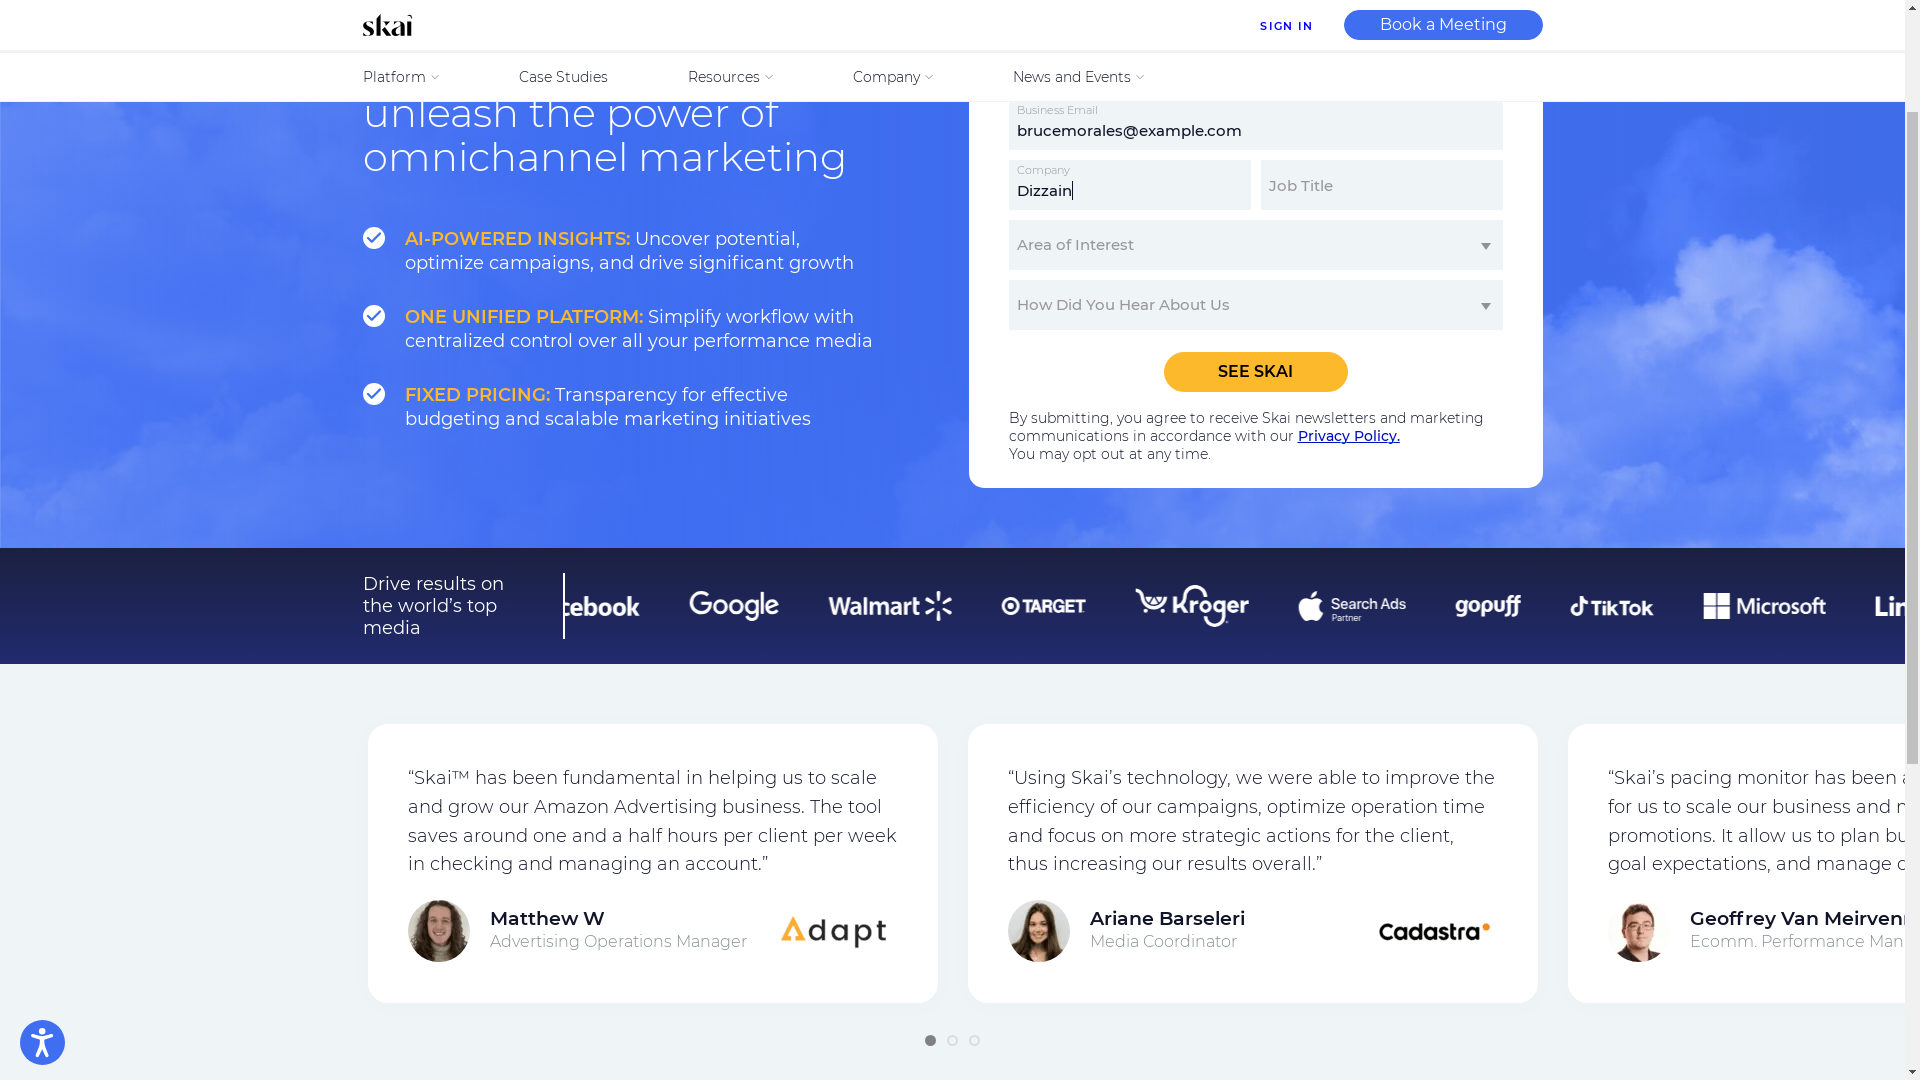 skai
SIGN IN
Book a Meeting
Platform
Case Studies
Resources
Company
News and Events
unleash the power of
omnichannel marketing
AI-POWERED INSIGHTS: Uncover potential,
optimize campaigns, and drive significant growth
ONE UNIFIED PLATFORM: Simplify workflow with
centralized control over all your performance media
FIXED PRICING: Transparency for effective
budgeting and scalable marketing initiatives
Business Email
brucemorales@example.com
Company
Dizzain
Job Title
Area of Interest
How Did You Hear About Us
SEE SKAI
By submitting, you agree to receive Skai newsletters and marketing
communications in accordance with our Privacy Policy.
You may opt out at any time.
Drive results on
the world’s top
media
cebook
Google
Walmart
TARGET
Kroger
Search Ads
Partner
gopuff
TikTok
Microsoft
Lin
“Skai™ has been fundamental in helping us to scale
and grow our Amazon Advertising business. The tool
saves around one and a half hours per client per week
in checking and managing an account.”
Matthew W
Advertising Operations Manager
Adapt
“Using Skai’s technology, we were able to improve the
efficiency of our campaigns, optimize operation time
and focus on more strategic actions for the client,
thus increasing our results overall.”
Ariane Barseleri
Media Coordinator
Cadastra
“Skai’s pacing monitor has been
for us to scale our business and
promotions. It allow us to plan
goal expectations, and manage
Geoffrey Van Meirven
Ecomm. Performance Man